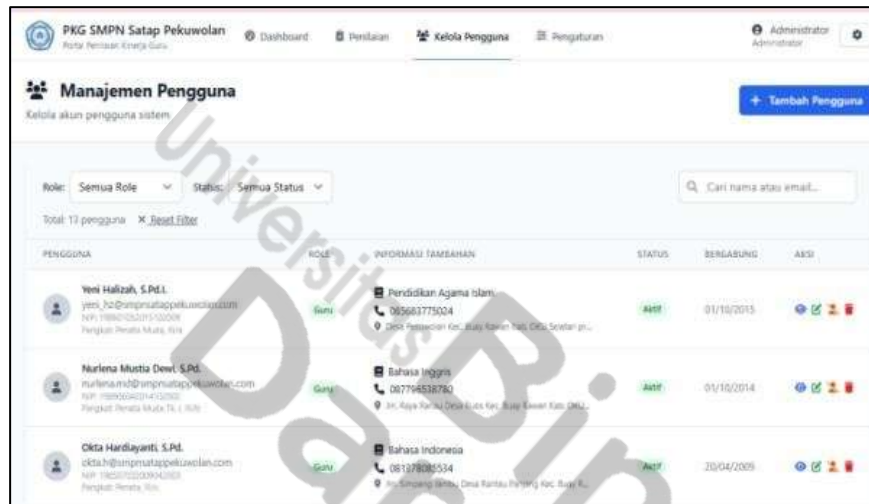 PKG SMPN Satap Pekuwolan
Portal Penilaian Kinerja Guru
Dashboard
Penilaian
Kelola Pengguna
Pengaturan
Administrator
Administrator
Manajemen Pengguna
Kelola akun pengguna sistem
+ Tambah Pengguna
Role: Semua Role
Status: Semua Status
Cari nama atau email...
Total: 13 pengguna
Reset Filter
PENGGUNA ROLE INFORMASI TAMBAHAN STATUS BERGABUNG AKSI
Yeni Halizah, S.Pd.I.
Guru
Pendidikan Agama Islam
085683775024
Aktif
01/10/2015
Nurlena Mustia Dewi, S.Pd.
Guru
Bahasa Inggris
087796538780
Aktif
01/10/2014
Okta Hardiayanti, S.Pd.
Guru
Bahasa Indonesia
081378085534
Aktif
20/04/2009
Universitas
Bin
Dar